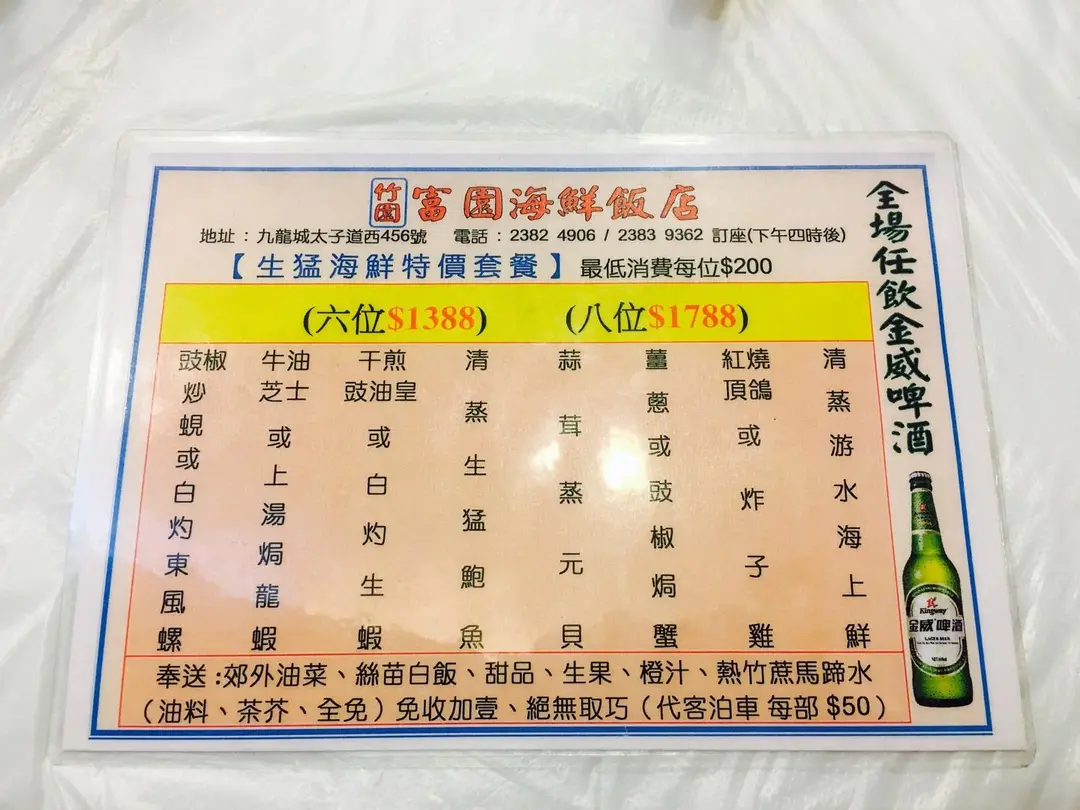 竹園 富園海鮮飯店
地址：九龍城太子道西456號 電話：2382 4906 / 2383 9362 訂座(下午四時後)
【生猛海鮮特價套餐】 最低消費每位$200
(六位$1388) (八位$1788)
清蒸游水海上鮮
紅燒頂鴿或炸子雞
薑蔥或豉椒焗蟹
蒜茸蒸元貝
清蒸生猛鮑魚
干煎豉油皇或白灼生蝦
牛油芝士或上湯焗龍蝦
豉椒炒蜆或白灼東風螺
奉送:郊外油菜、絲苗白飯、甜品、生果、橙汁、熱竹蔗馬蹄水
（油料、茶芥、全免）免收加壹、絕無取巧（代客泊車 每部 $50）
全場任飲金威啤酒
Kingway
金威啤酒
LAGER BEER